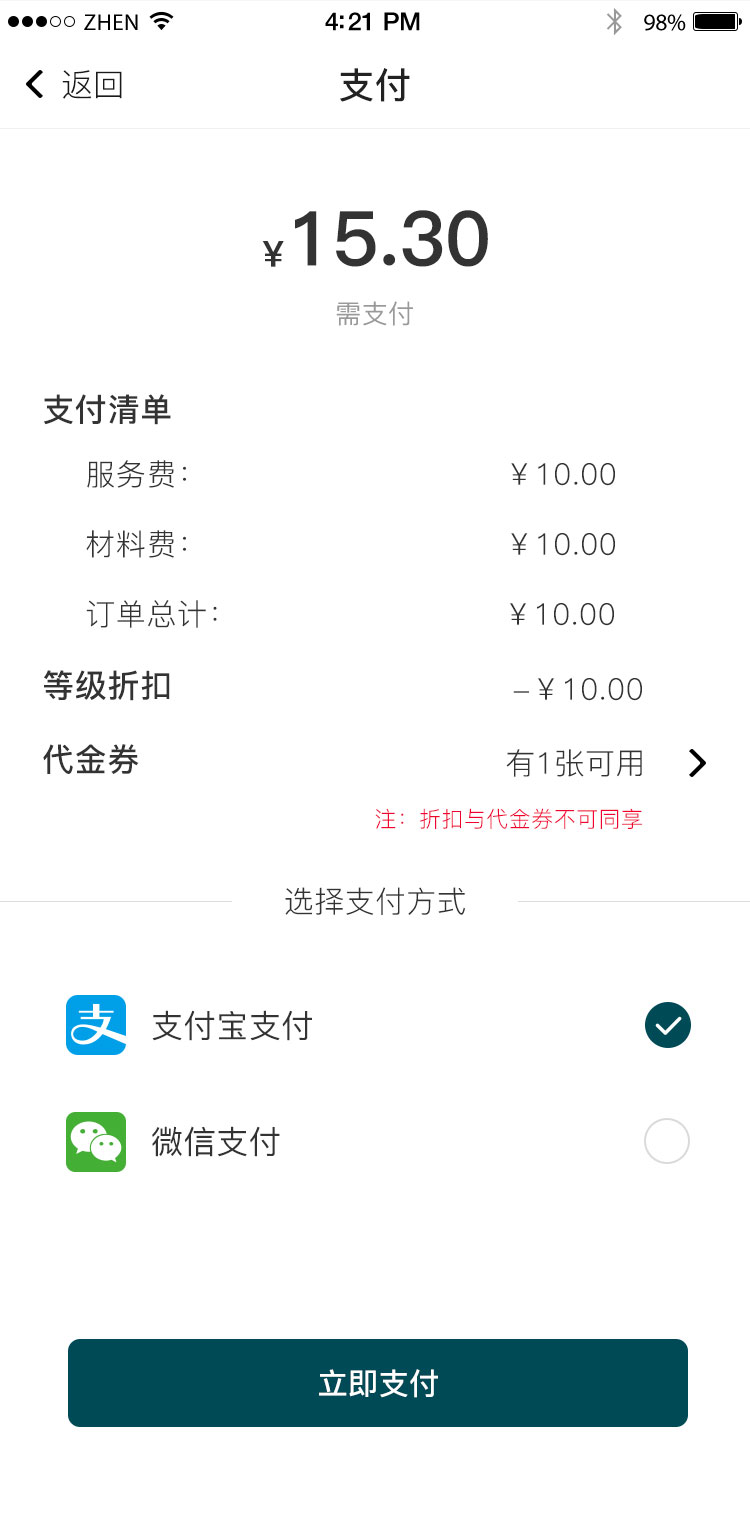 ZHEN 4:21 PM 98%
返回 支付
¥15.30
需支付
支付清单
服务费： ¥10.00
材料费： ¥10.00
订单总计： ¥10.00
等级折扣 –¥10.00
代金券 有1张可用
注：折扣与代金券不可同享
选择支付方式
支 支付宝支付
微信支付
立即支付